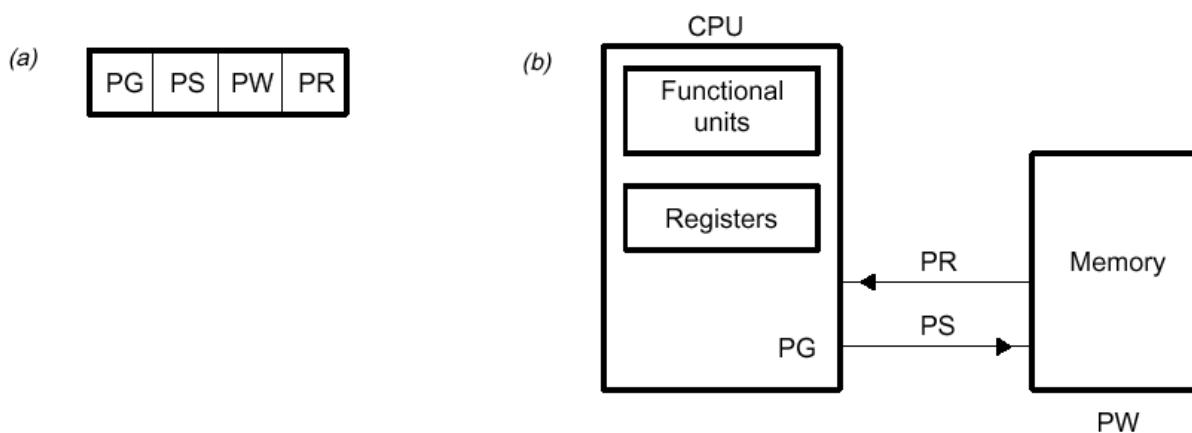 (a)
PG PS PW PR
(b)
CPU
Functional
units
Registers
PR
Memory
PS
PG
PW